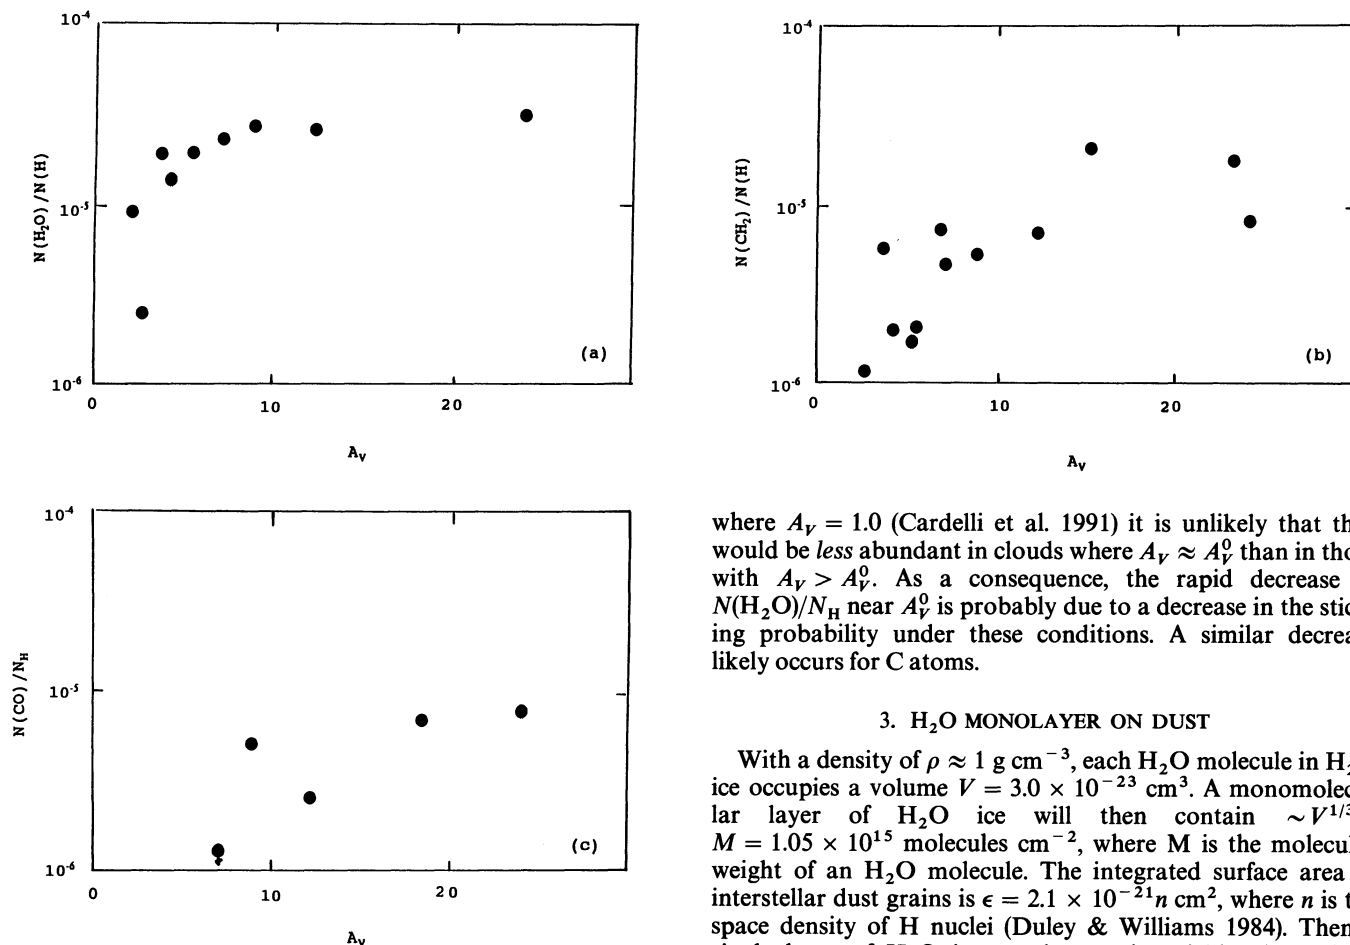 10⁻⁴
N(H₂O)/N(H)
10⁻⁵
10⁻⁶
(a)
0 10 20
A_V
10⁻⁴
N(CH₂)/N(H)
10⁻⁵
10⁻⁶
(b)
0 10 20
A_V
10⁻⁴
N(CO)/N_H
10⁻⁵
10⁻⁶
(c)
0 10 20
A_V
where A_V = 1.0 (Cardelli et al. 1991) it is unlikely that th
would be less abundant in clouds where A_V ≈ A_V⁰ than in tho
with A_V > A_V⁰. As a consequence, the rapid decrease
N(H₂O)/N_H near A_V⁰ is probably due to a decrease in the stic
ing probability under these conditions. A similar decrea
likely occurs for C atoms.
3. H₂O MONOLAYER ON DUST
With a density of ρ ≈ 1 g cm⁻³, each H₂O molecule in H₂
ice occupies a volume V = 3.0 × 10⁻²³ cm³. A monomolec
lar layer of H₂O ice will then contain ~V¹/³
M = 1.05 × 10¹⁵ molecules cm⁻², where M is the molecul
weight of an H₂O molecule. The integrated surface area
interstellar dust grains is ϵ = 2.1 × 10⁻²¹n cm², where n is t
space density of H nuclei (Duley & Williams 1984). Then